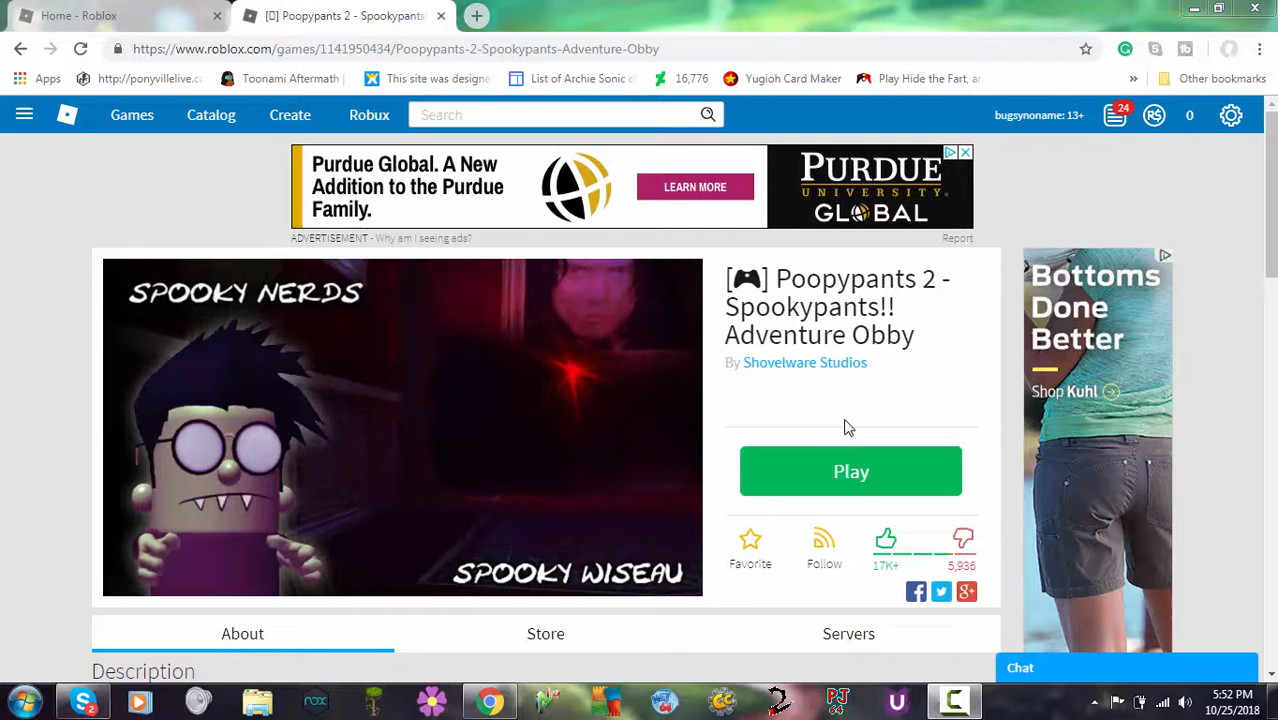 Home - Roblox
[▯] Poopypants 2 - Spookypants!
https://www.roblox.com/games/1141950434/Poopypants-2-Spookypants-Adventure-Obby
Apps
http://ponyvillelive.c
Toonami Aftermath |
This site was designe
List of Archie Sonic c
16,776
Yugioh Card Maker
Play Hide the Fart, an
»
Other bookmarks
Games
Catalog
Create
Robux
Search
bugsynoname: 13+
24
R$
0
Purdue Global. A New
Addition to the Purdue
Family.
LEARN MORE
PURDUE
UNIVERSITY
GLOBAL
ADVERTISEMENT - Why am I seeing ads?
Report
SPOOKY NERDS
SPOOKY WISEAU
[🎮] Poopypants 2 -
Spookypants!!
Adventure Obby
By Shovelware Studios
Play
Favorite
Follow
17K+
5,936
Bottoms
Done
Better
Shop Kuhl
About
Store
Servers
Description
Chat
2
nox
PJ
64
5:52 PM
10/25/2018